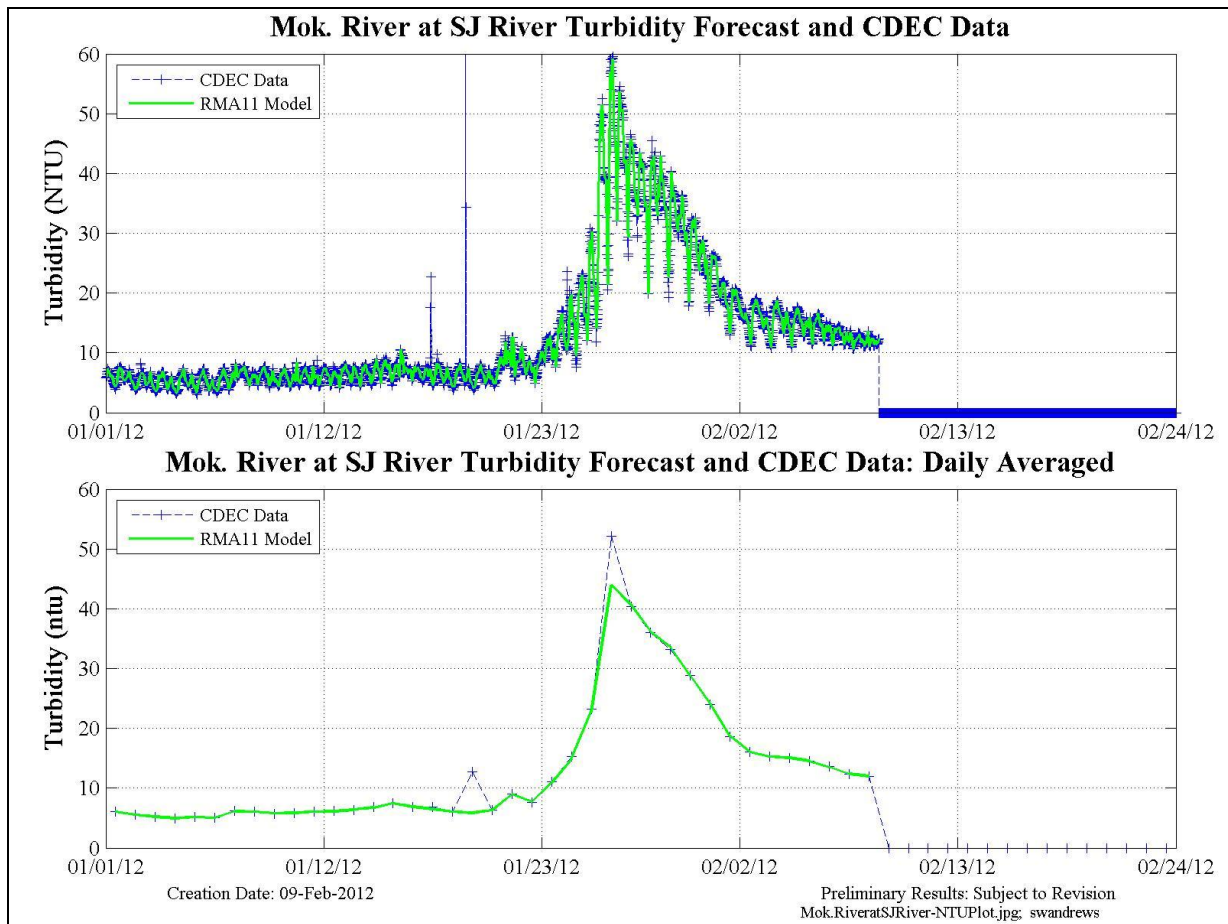 Mok. River at SJ River Turbidity Forecast and CDEC Data
60
50
40
30
20
10
0
Turbidity (NTU)
CDEC Data
RMA11 Model
01/01/12 01/12/12 01/23/12 02/02/12 02/13/12 02/24/12
Mok. River at SJ River Turbidity Forecast and CDEC Data: Daily Averaged
60
50
40
30
20
10
0
Turbidity (ntu)
CDEC Data
RMA11 Model
01/01/12 01/12/12 01/23/12 02/02/12 02/13/12 02/24/12
Creation Date: 09-Feb-2012
Preliminary Results: Subject to Revision
Mok.RiveratSJRiver-NTUPlot.jpg; swandrews